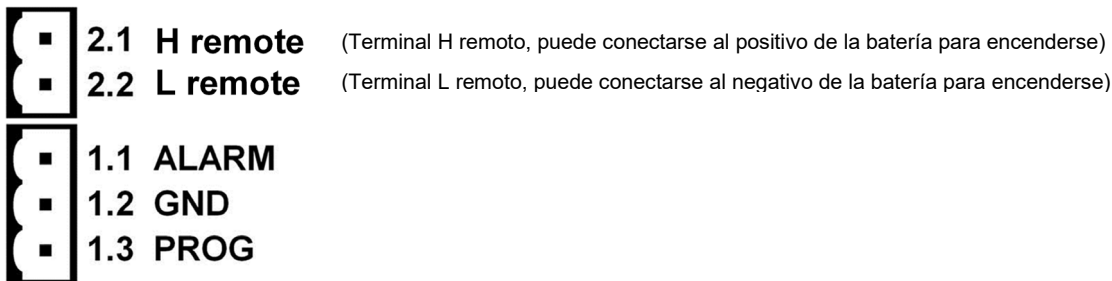 2.1 H remote (Terminal H remoto, puede conectarse al positivo de la batería para encenderse)
2.2 L remote (Terminal L remoto, puede conectarse al negativo de la batería para encenderse)
1.1 ALARM
1.2 GND
1.3 PROG